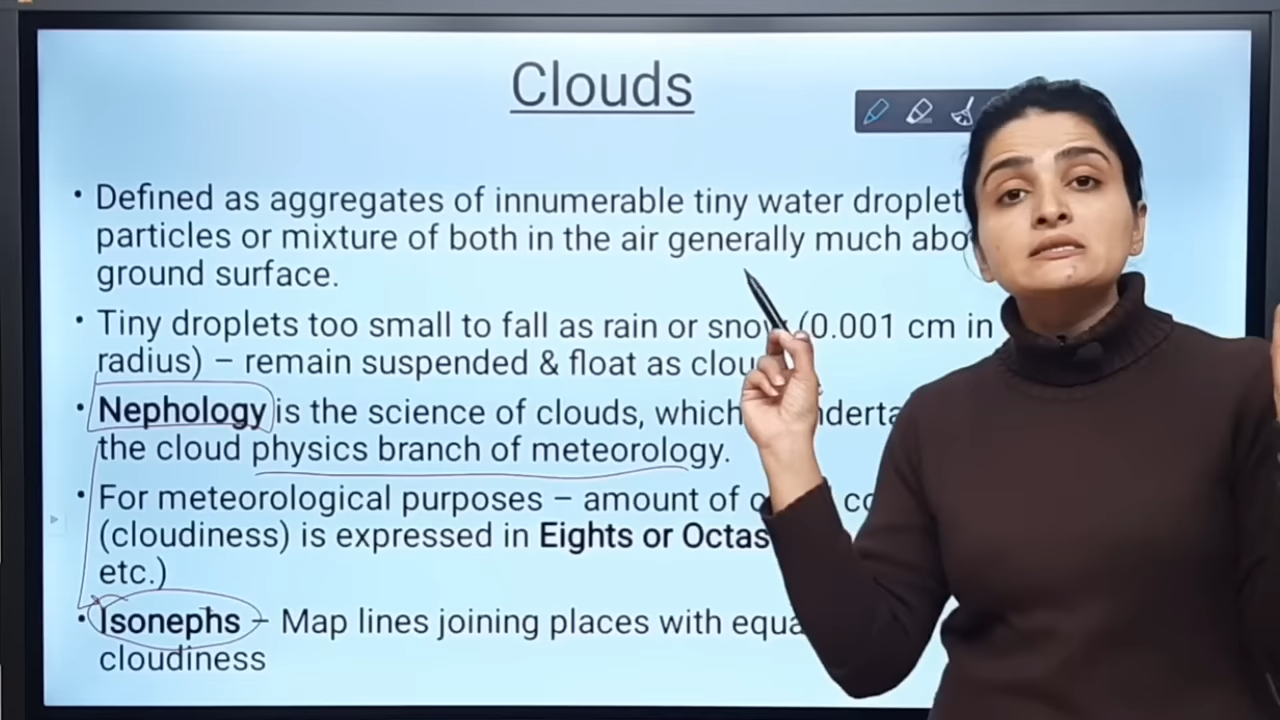 Clouds
• Defined as aggregates of innumerable tiny water droplet
particles or mixture of both in the air generally much abo
ground surface.
• Tiny droplets too small to fall as rain or snow (0.001 cm in
radius) – remain suspended & float as clou
• Nephology is the science of clouds, which
the cloud physics branch of meteorology.
• For meteorological purposes – amount of
(cloudiness) is expressed in Eights or Octas
etc.)
• Isonephs – Map lines joining places with equa
cloudiness